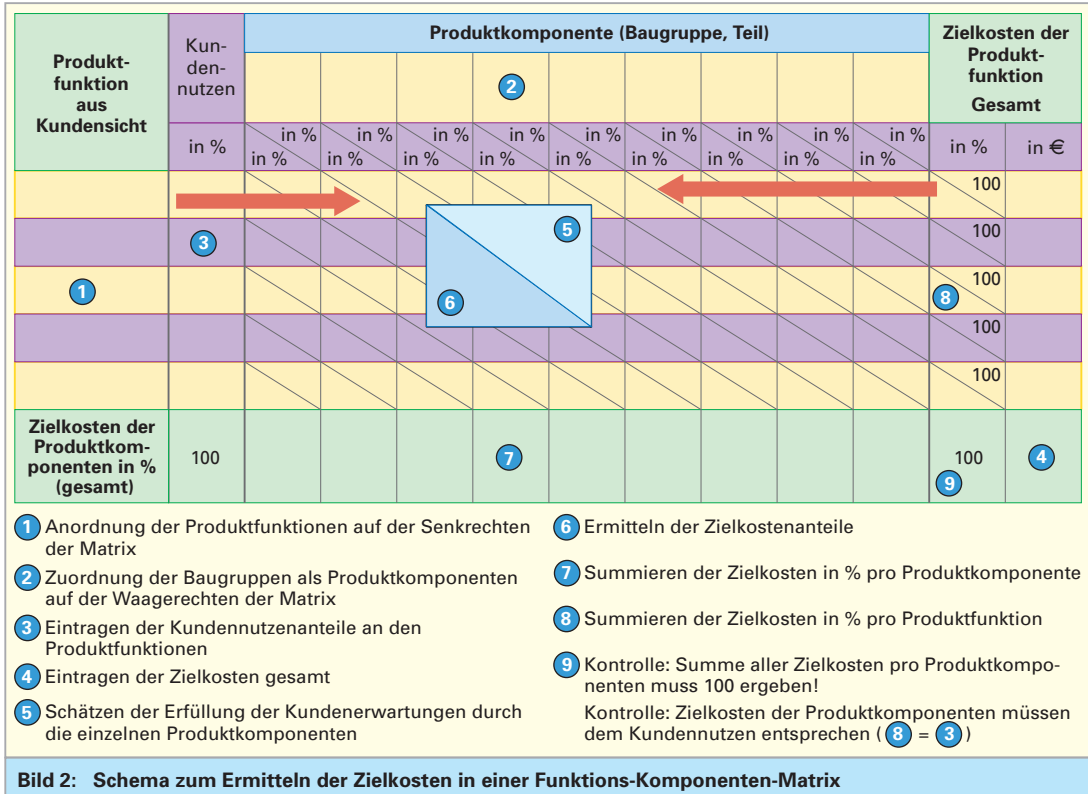 Produkt-
funktion
aus
Kundensicht
Kun-
den-
nutzen
Produktkomponente (Baugruppe, Teil)
Zielkosten der
Produkt-
funktion
Gesamt
2
in %
in % in % in % in % in % in % in % in % in %
in % in % in % in % in % in % in % in % in %
in %
in €
100
3
5
100
1
6
100
8
100
100
Zielkosten der
Produktkom-
ponenten in %
(gesamt)
100
7
100
9
4
1 Anordnung der Produktfunktionen auf der Senkrechten
der Matrix
2 Zuordnung der Baugruppen als Produktkomponenten
auf der Waagerechten der Matrix
3 Eintragen der Kundennutzenanteile an den
Produktfunktionen
4 Eintragen der Zielkosten gesamt
5 Schätzen der Erfüllung der Kundenerwartungen durch
die einzelnen Produktkomponenten
6 Ermitteln der Zielkostenanteile
7 Summieren der Zielkosten in % pro Produktkomponente
8 Summieren der Zielkosten in % pro Produktfunktion
9 Kontrolle: Summe aller Zielkosten pro Produktkompo-
nenten muss 100 ergeben!
Kontrolle: Zielkosten der Produktkomponenten müssen
dem Kundennutzen entsprechen ( 8 = 3 )
Bild 2: Schema zum Ermitteln der Zielkosten in einer Funktions-Komponenten-Matrix